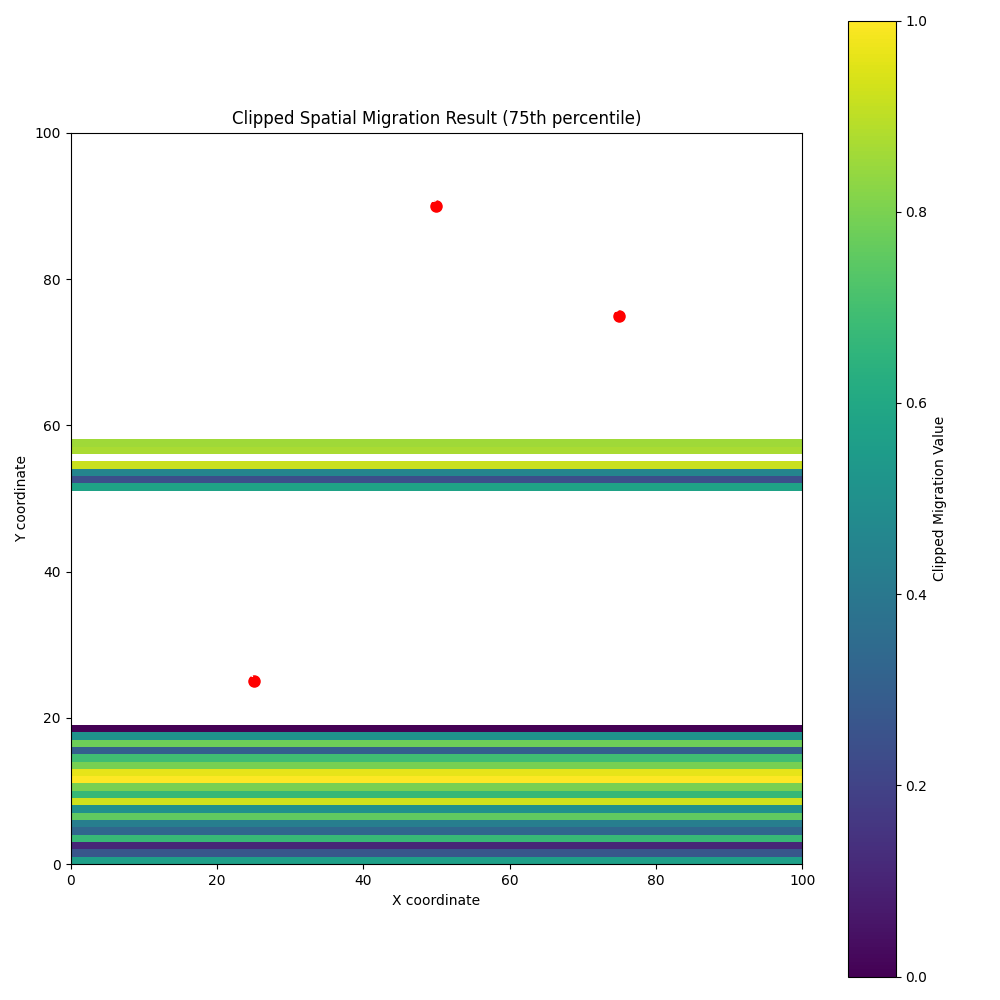 Clipped Spatial Migration Result (75th percentile)
100
80
60
40
20
0
Y coordinate
0 20 40 60 80 100
X coordinate
1.0
0.8
0.6
0.4
0.2
0.0
Clipped Migration Value